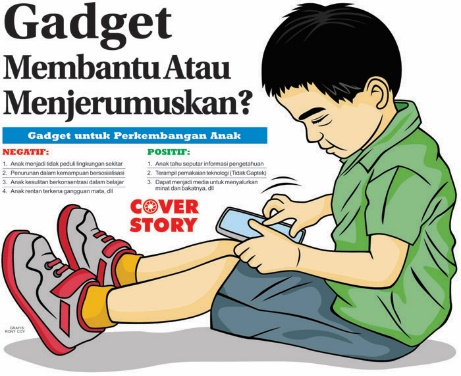 Gadget
Membantu Atau
Menjerumuskan?
Gadget untuk Perkembangan Anak
NEGATIF:
1. Anak menjadi tidak peduli lingkungan sekitar
2. Penurunan dalam kemampuan bersosialisasi
3. Anak kesulitan berkonsentrasi dalam belajar
4. Anak rentan terkena gangguan mata, dll
POSITIF:
1. Anak tahu seputar informasi pengetahuan
2. Terampil pemakaian teknologi (Tidak Gaptek)
3. Dapat menjadi media untuk menyalurkan
minat dan bakatnya, dll
COVER
STORY
GRAFIS